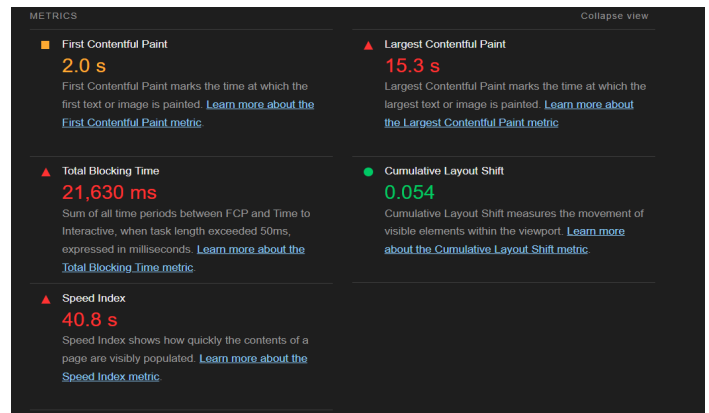 METRICS
Collapse view
First Contentful Paint
2.0 s
First Contentful Paint marks the time at which the
first text or image is painted. Learn more about the
First Contentful Paint metric.
Largest Contentful Paint
15.3 s
Largest Contentful Paint marks the time at which the
largest text or image is painted. Learn more about
the Largest Contentful Paint metric
Total Blocking Time
21,630 ms
Sum of all time periods between FCP and Time to
Interactive, when task length exceeded 50ms,
expressed in milliseconds. Learn more about the
Total Blocking Time metric.
Cumulative Layout Shift
0.054
Cumulative Layout Shift measures the movement of
visible elements within the viewport. Learn more
about the Cumulative Layout Shift metric.
Speed Index
40.8 s
Speed Index shows how quickly the contents of a
page are visibly populated. Learn more about the
Speed Index metric.